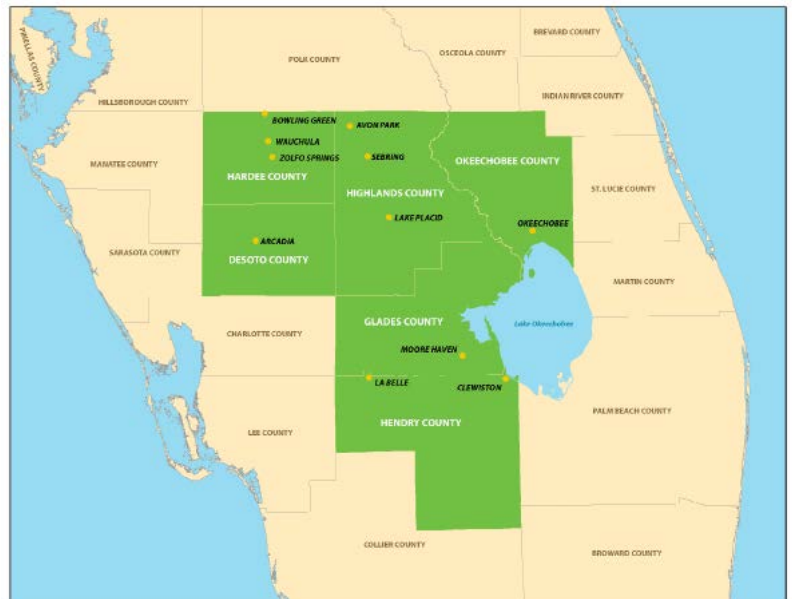 PINELLAS COUNTY
BREVARD COUNTY
OSCEOLA COUNTY
POLK COUNTY
INDIAN RIVER COUNTY
HILLSBOROUGH COUNTY
BOWLING GREEN
AVON PARK
WAUCHULA
ZOLFO SPRINGS
SEBRING
OKEECHOBEE COUNTY
MANATEE COUNTY
HARDEE COUNTY
HIGHLANDS COUNTY
ST. LUCIE COUNTY
LAKE PLACID
OKEECHOBEE
ARCADIA
SARASOTA COUNTY
DESOTO COUNTY
MARTIN COUNTY
GLADES COUNTY
Lake Okeechobee
CHARLOTTE COUNTY
MOORE HAVEN
LA BELLE
CLEWISTON
PALM BEACH COUNTY
HENDRY COUNTY
LEE COUNTY
COLLIER COUNTY
BROWARD COUNTY